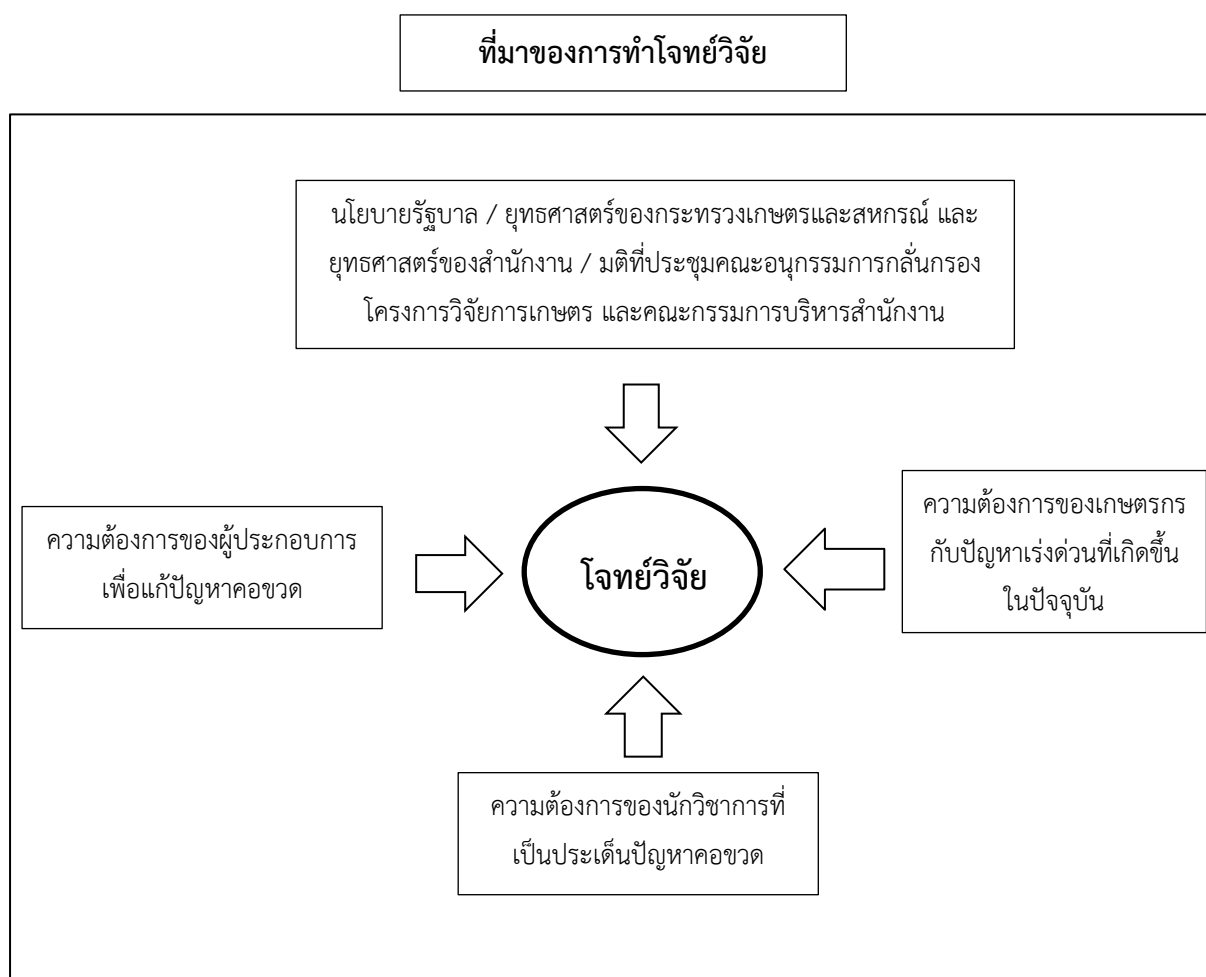 ที่มาของการทำโจทย์วิจัย
นโยบายรัฐบาล / ยุทธศาสตร์ของกระทรวงเกษตรและสหกรณ์ และ
ยุทธศาสตร์ของสำนักงาน / มติที่ประชุมคณะอนุกรรมการกลั่นกรอง
โครงการวิจัยการเกษตร และคณะกรรมการบริหารสำนักงาน
ความต้องการของผู้ประกอบการ
เพื่อแก้ปัญหาคอขวด
โจทย์วิจัย
ความต้องการของเกษตรกร
กับปัญหาเร่งด่วนที่เกิดขึ้น
ในปัจจุบัน
ความต้องการของนักวิชาการที่
เป็นประเด็นปัญหาคอขวด